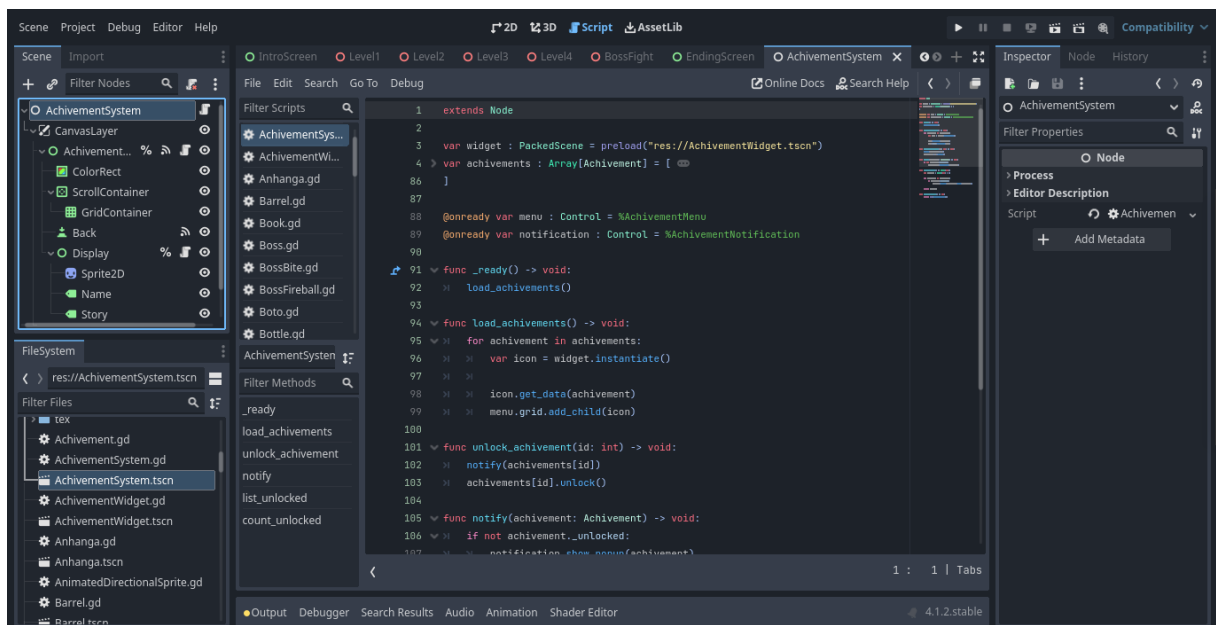 Scene Project Debug Editor Help
2D 3D Script AssetLib
Compatibility
Scene Import
Filter Nodes
AchivementSystem
CanvasLayer
Achivement... %
ColorRect
ScrollContainer
GridContainer
Back
Display %
Sprite2D
Name
Story
FileSystem
res://AchivementSystem.tscn
Filter Files
tex
Achivement.gd
AchivementSystem.gd
AchivementSystem.tscn
AchivementWidget.gd
AchivementWidget.tscn
Anhanga.gd
Anhanga.tscn
AnimatedDirectionalSprite.gd
Barrel.gd
Barrel.tscn
IntroScreen Level1 Level2 Level3 Level4 BossFight EndingScreen AchivementSystem
File Edit Search Go To Debug
Online Docs Search Help
Filter Scripts
AchivementSys...
AchivementWi...
Anhanga.gd
Barrel.gd
Book.gd
Boss.gd
BossBite.gd
BossFireball.gd
Boto.gd
Bottle.gd
AchivementSystem
Filter Methods
_ready
load_achivements
unlock_achivement
notify
list_unlocked
count_unlocked
1 extends Node
2
3 var widget : PackedScene = preload("res://AchivementWidget.tscn")
4 var achivements : Array[Achivement] = [
86 ]
87
88 @onready var menu : Control = %AchivementMenu
89 @onready var notification : Control = %AchivementNotification
90
91 func _ready() -> void:
92 load_achivements()
93
94 func load_achivements() -> void:
95 for achivement in achivements:
96 var icon = widget.instantiate()
97
98 icon.get_data(achivement)
99 menu.grid.add_child(icon)
100
101 func unlock_achivement(id: int) -> void:
102 notify(achivements[id])
103 achivements[id].unlock()
104
105 func notify(achivement: Achivement) -> void:
106 if not achivement._unlocked:
107 notification.show_popup(achivement)
1 : 1 | Tabs
Output Debugger Search Results Audio Animation Shader Editor
4.1.2.stable
Inspector Node History
AchivementSystem
Filter Properties
Node
Process
Editor Description
Script Achivemen
Add Metadata